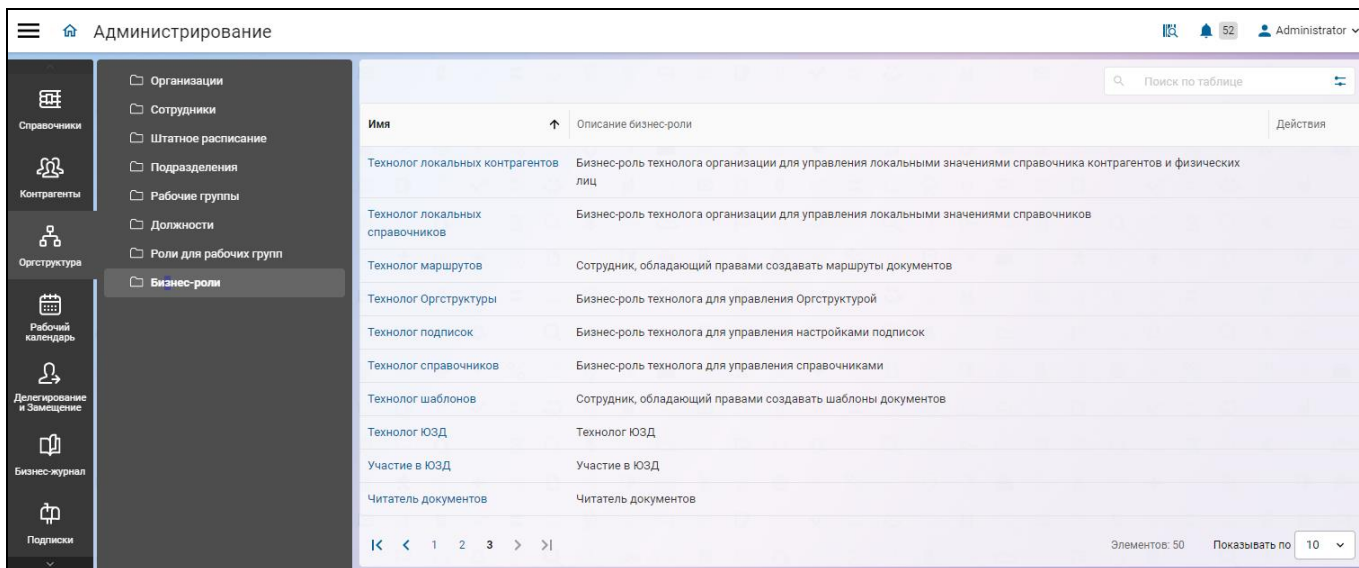 Администрирование
52
Administrator
Справочники
Контрагенты
Оргструктура
Рабочий
календарь
Делегирование
и Замещение
Бизнес-журнал
Подписки
Организации
Сотрудники
Штатное расписание
Подразделения
Рабочие группы
Должности
Роли для рабочих групп
Бизнес-роли
Поиск по таблице
Имя Описание бизнес-роли Действия
Технолог локальных контрагентов Бизнес-роль технолога организации для управления локальными значениями справочника контрагентов и физических
лиц
Технолог локальных Бизнес-роль технолога организации для управления локальными значениями справочников
справочников
Технолог маршрутов Сотрудник, обладающий правами создавать маршруты документов
Технолог Оргструктуры Бизнес-роль технолога для управления Оргструктурой
Технолог подписок Бизнес-роль технолога для управления настройками подписок
Технолог справочников Бизнес-роль технолога для управления справочниками
Технолог шаблонов Сотрудник, обладающий правами создавать шаблоны документов
Технолог ЮЗД Технолог ЮЗД
Участие в ЮЗД Участие в ЮЗД
Читатель документов Читатель документов
1 2 3 Элементов: 50 Показывать по 10